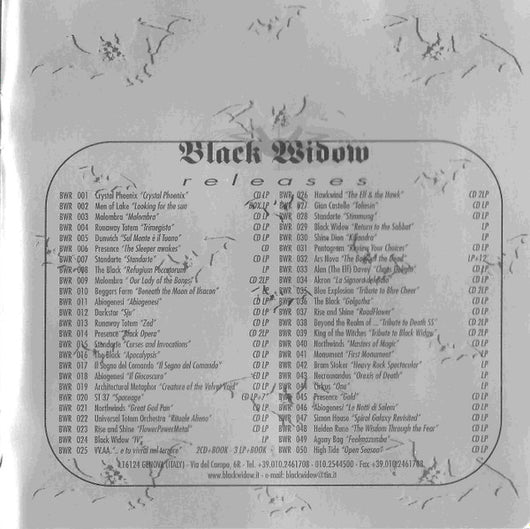 Black Widow
releases
BWR 001 Crystal Phoenix "Crystal Phoenix" CD LP
BWR 002 Men of Lake "Looking for the sun BOX LP
BWR 003 Malombra "Malombra" CD LP
BWR 004 Runaway Totem "Trimegisto" CD LP
BWR 005 Dunwich "Sul Monte è il Tuono" CD LP
BWR 006 Presence "The Sleeper awakes" CD
BWR 007 Standarte "Standarte" CD LP
BWR 008 The Black "Refugium Peccatorum" LP
BWR 009 Malombra "Our Lady of the Bones" CD 2LP
BWR 010 Beggars Farm "Beneath the Moon of Itsacon" CD LP
BWR 011 Abiogenesi "Abiogenesi" CD LP
BWR 012 Darkstar "Sju" CD LP
BWR 013 Runaway Totem "Zed" CD LP
BWR 014 Presence "Black Opera" CD 2LP
BWR 015 Standarte "Curses and Invocations" CD LP
BWR 016 The Black "Apocalypsis" CD LP
BWR 017 Il Segno del Comando "Il Segno del Comando" CD LP
BWR 018 Abiogenesi "Il Giocoscuro" CD LP
BWR 019 Architectural Metaphor "Creature of the Velvet Void" CD LP
BWR 020 ST 37 "Spaceage" CD LP+7"
BWR 021 Northwinds "Great God Pan" CD LP
BWR 022 Universal Totem Orchestra "Rituale Alieno" CD LP
BWR 023 Rise and Shine "FlowerPowerMetal" CD LP
BWR 024 Black Widow "IV" LP
BWR 025 VV.AA. "... e tu vivrai nel terrore" 2CD+BOOK - 3 LP+BOOK
BWR 026 Hawkwind "The Elf & the Hawk" CD 2LP
BWR 027 Gian Castello "Taliesin" CD LP
BWR 028 Standarte "Stimmung" CD LP
BWR 029 Black Widow "Return to the Sabbat" LP
BWR 030 Shine Dion "Killandra" CD LP
BWR 031 Pentagram "Review Your Choices" CD LP
BWR 032 Ars Nova "The Book of the Dead LP+12"
BWR 033 Alan (The Elf) Davey "Chaos Delight" CD LP
BWR 034 Akron "La Signora del Gioco" CD LP
BWR 035 Blue Explosion "Tribute to Blue Cheer" CD 2LP
BWR 036 The Black "Golgotha" CD LP
BWR 037 Rise and Shine "RoadFlower" CD LP
BWR 038 Beyond the Realm of ... "Tribute to Death SS" CD 2LP
BWR 039 King of the Witches "Tribute to Black Widow" CD 2LP
BWR 040 Northwinds "Masters of Magic" CD LP
BWR 041 Monument "First Monument" CD LP
BWR 042 Bram Stoker "Heavy Rock Spectacular" LP
BWR 043 Necronomicon "Orexis of Death" LP
BWR 044 Cirkus "One" LP
BWR 045 Presence "Gold" CD LP
BWR 046 Abiogenesi "Le Notti di Salem" CD LP
BWR 047 Simon House "Spiral Galaxy Revisited" CD LP
BWR 048 Heiden Rune "The Wisdom Through the Fear" CD LP
BWR 049 Agony Bag "Feelmazumba" CD LP
BWR 050 High Tide "Open Season" CD LP
I 16124 GENOVA (ITALY) - Via del Campo, 6R - Tel. +39.010.2461708 - 010.2544500 - Fax +39.010.2461783
www.blackwidow.it - e-mail: blackwidow@tin.it